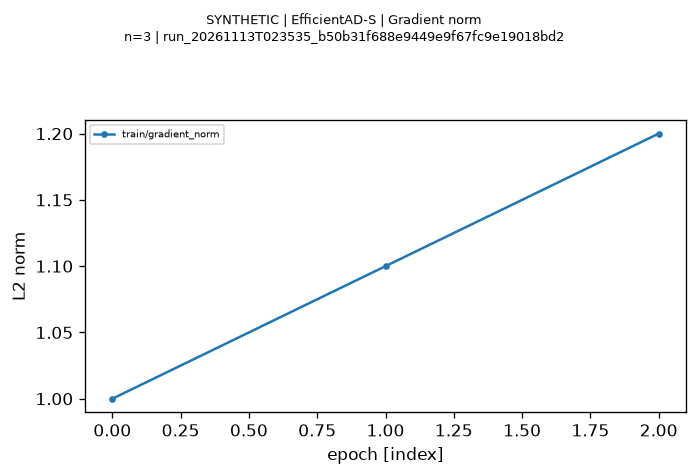 SYNTHETIC | EfficientAD-S | Gradient norm
n=3 | run_20261113T023535_b50b31f688e9449e9f67fc9e19018bd2
train/gradient_norm
1.20
1.15
1.10
1.05
1.00
L2 norm
0.00 0.25 0.50 0.75 1.00 1.25 1.50 1.75 2.00
epoch [index]